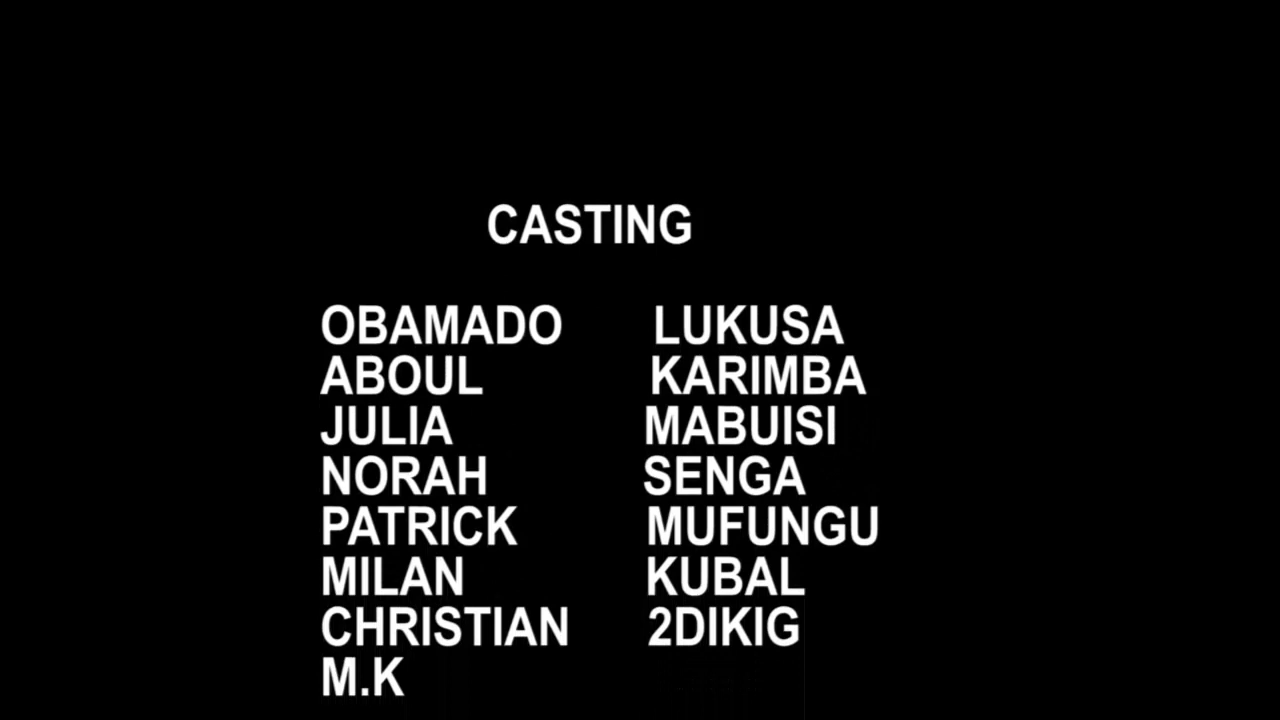 CASTING
OBAMADO LUKUSA
ABOUL KARIMBA
JULIA MABUISI
NORAH SENGA
PATRICK MUFUNGU
MILAN KUBAL
CHRISTIAN 2DIKIG
M.K